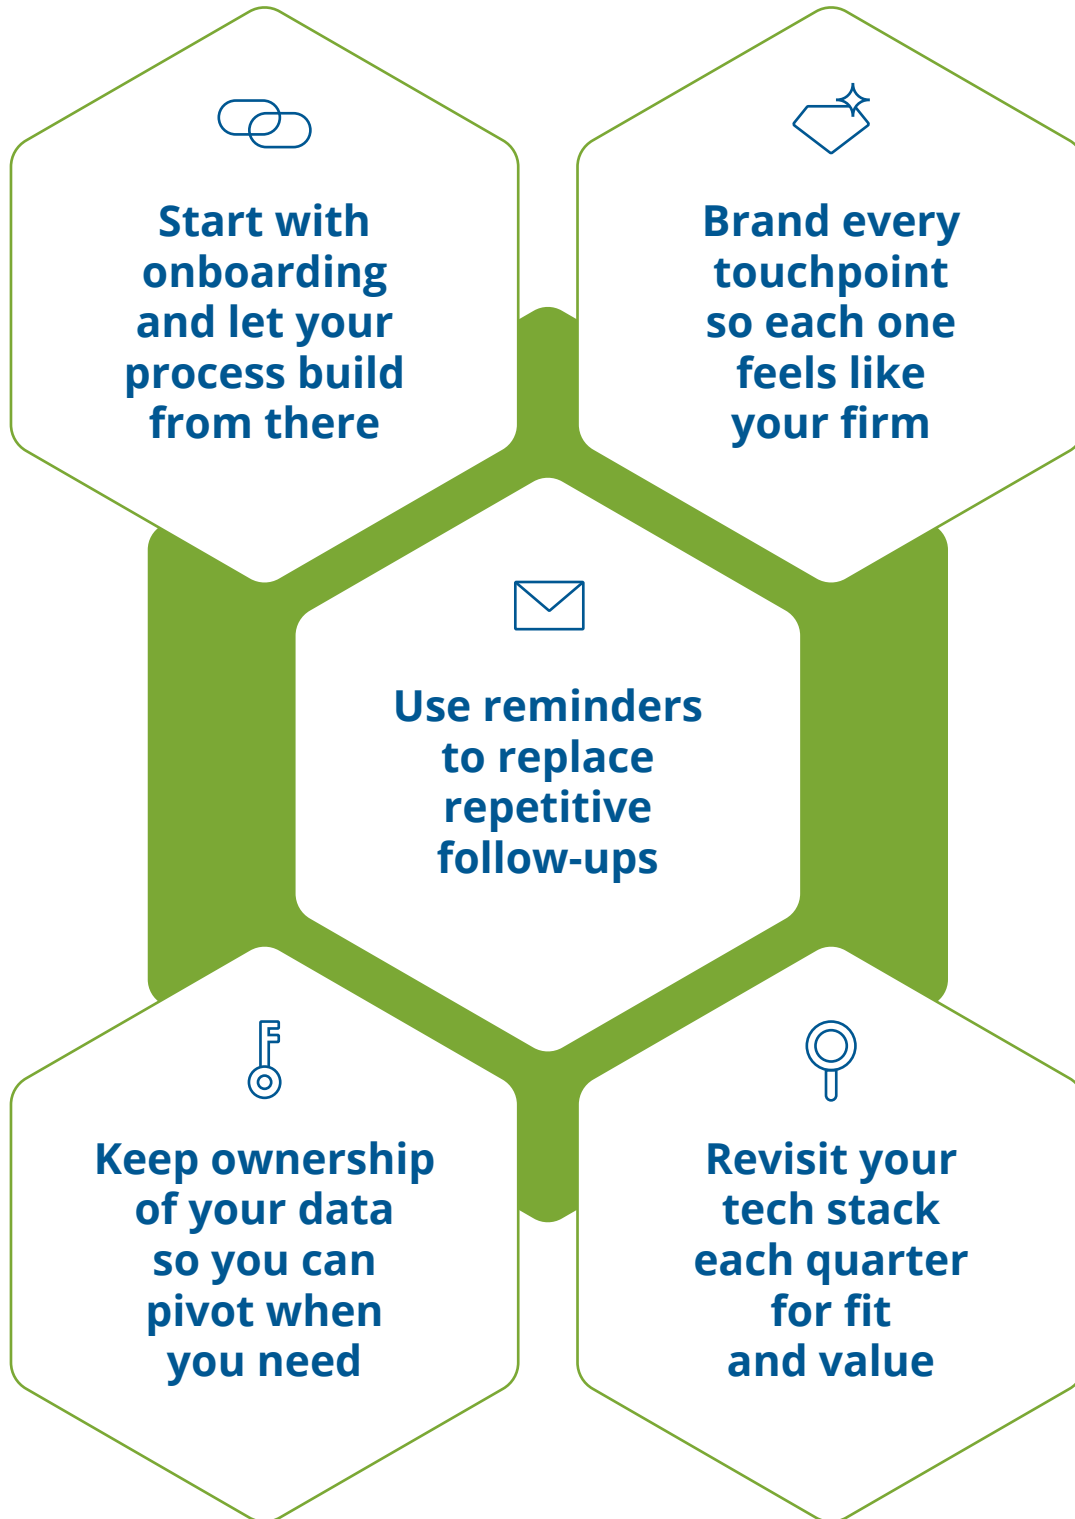 Start with
onboarding
and let your
process build
from there
Brand every
touchpoint
so each one
feels like
your firm
Use reminders
to replace
repetitive
follow-ups
Keep ownership
of your data
so you can
pivot when
you need
Revisit your
tech stack
each quarter
for fit
and value